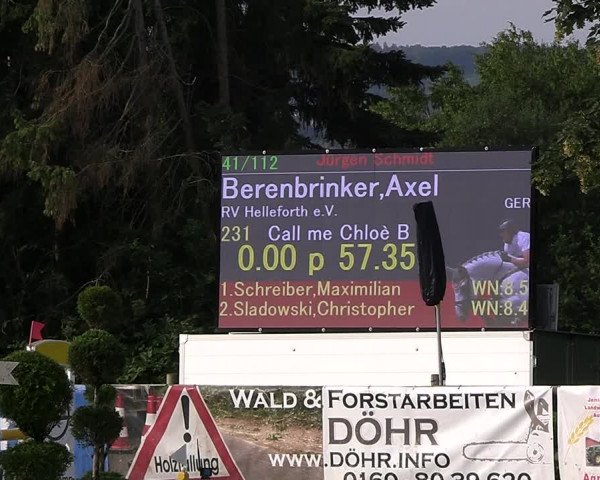 41/112 Jürgen Schmidt
Berenbrinker,Axel
RV Helleforth e.V. GER
231 Call me Chloè B
0.00 p 57.35
1.Schreiber,Maximilian WN:8.5
2.Sladowski,Christopher WN:8.4
WALD & FORSTARBEITEN
DÖHR
WWW. DÖHR.INFO